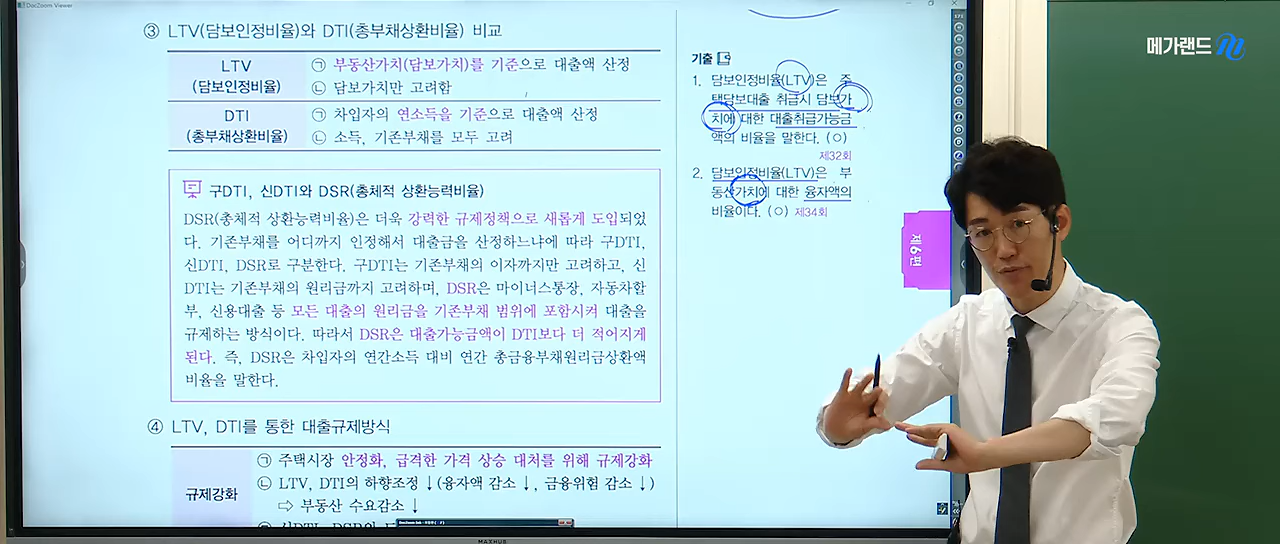 DocZoom Viewer
③ LTV(담보인정비율)와 DTI(총부채상환비율) 비교
LTV
(담보인정비율)
㉠ 부동산가치(담보가치)를 기준으로 대출액 산정
㉡ 담보가치만 고려함
DTI
(총부채상환비율)
㉠ 차입자의 연소득을 기준으로 대출액 산정
㉡ 소득, 기존부채를 모두 고려
구DTI, 신DTI와 DSR(총체적 상환능력비율)
DSR(총체적 상환능력비율)은 더욱 강력한 규제정책으로 새롭게 도입되었
다. 기존부채를 어디까지 인정해서 대출금을 산정하느냐에 따라 구DTI,
신DTI, DSR로 구분한다. 구DTI는 기존부채의 이자까지만 고려하고, 신
DTI는 기존부채의 원리금까지 고려하며, DSR은 마이너스통장, 자동차할
부, 신용대출 등 모든 대출의 원리금을 기존부채 범위에 포함시켜 대출을
규제하는 방식이다. 따라서 DSR은 대출가능금액이 DTI보다 더 적어지게
된다. 즉, DSR은 차입자의 연간소득 대비 연간 총금융부채원리금상환액
비율을 말한다.
④ LTV, DTI를 통한 대출규제방식
규제강화
㉠ 주택시장 안정화, 급격한 가격 상승 대처를 위해 규제강화
㉡ LTV, DTI의 하향조정↓(융자액 감소↓, 금융위험 감소↓)
⇨ 부동산 수요감소↓
기출
1. 담보인정비율(LTV)은 주
택담보대출 취급시 담보가
치에 대한 대출취급가능금
액의 비율을 말한다. (○)
제32회
2. 담보인정비율(LTV)은 부
동산가치에 대한 융자액의
비율이다. (○) 제34회
제6편
메가랜드
MAXHUB